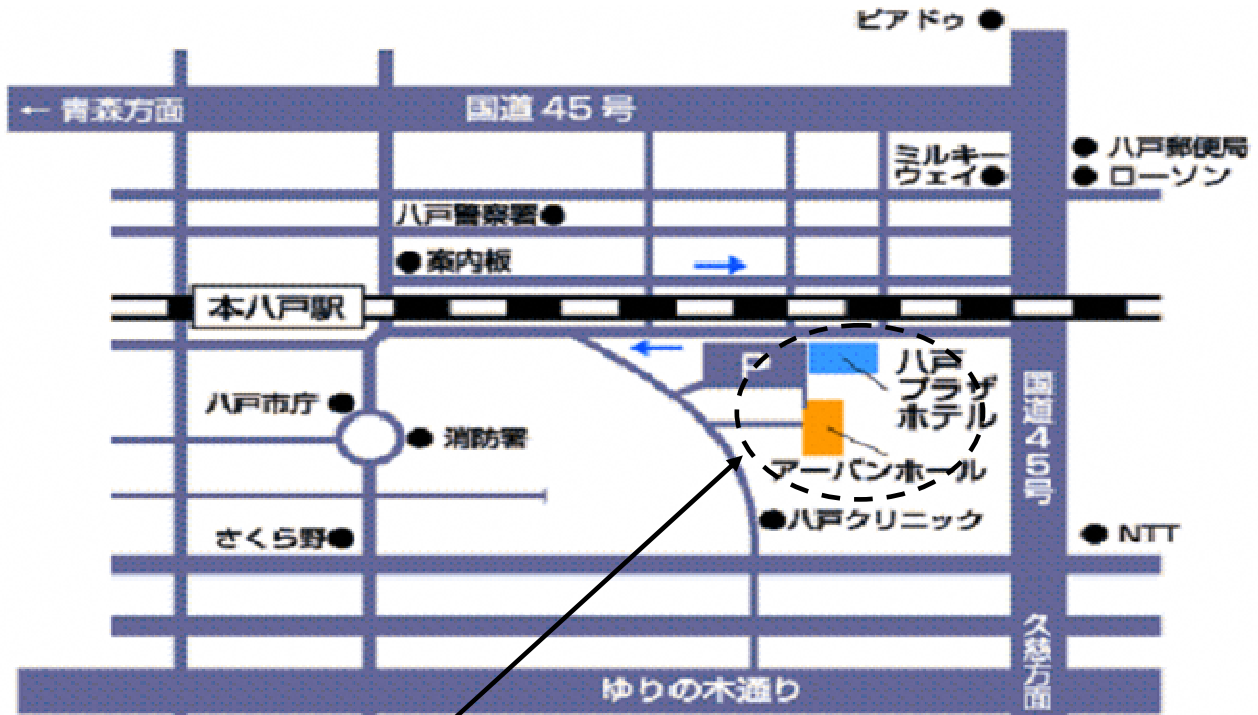 ピアドゥ
← 青森方面
国道45号
ミルキー
ウェイ
八戸郵便局
ローソン
八戸警察署
案内板
本八戸駅
P
八戸
プラザ
ホテル
国道45号
八戸市庁
消防署
アーバンホール
八戸クリニック
さくら野
NTT
久慈方面
ゆりの木通り